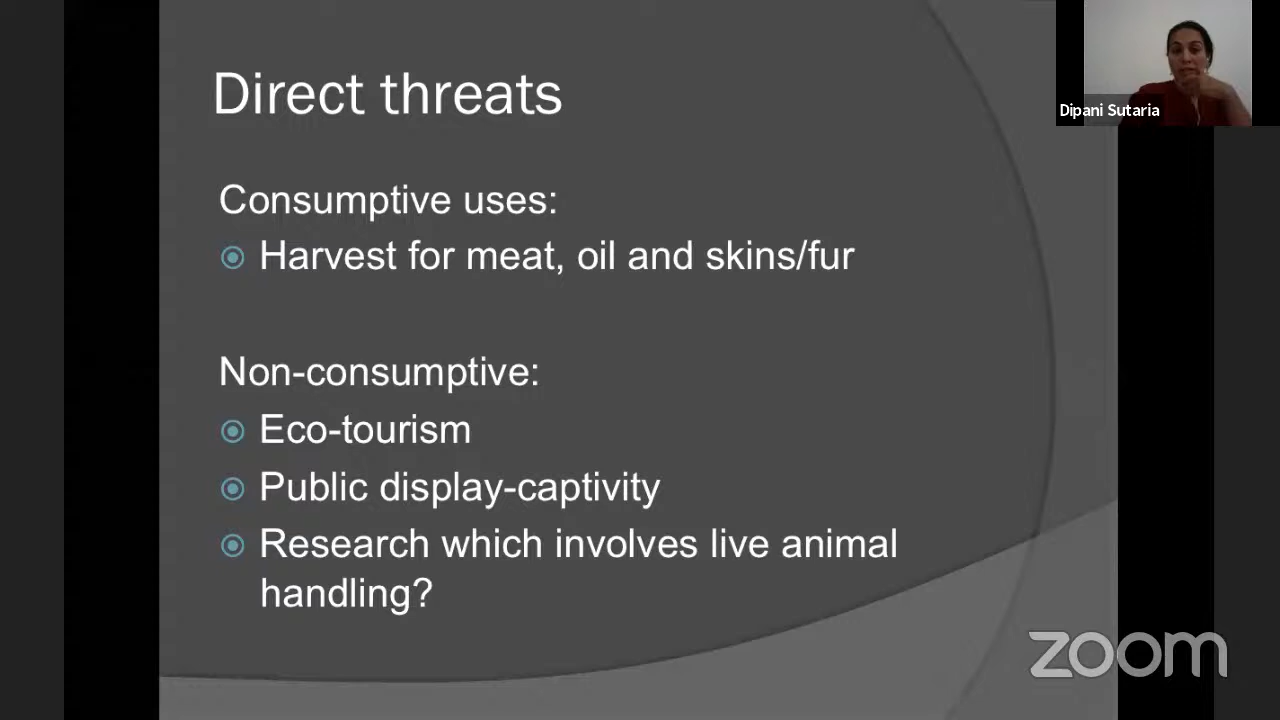 Direct threats
Dipani Sutaria
Consumptive uses:
Harvest for meat, oil and skins/fur
Non-consumptive:
Eco-tourism
Public display-captivity
Research which involves live animal
handling?
zoom